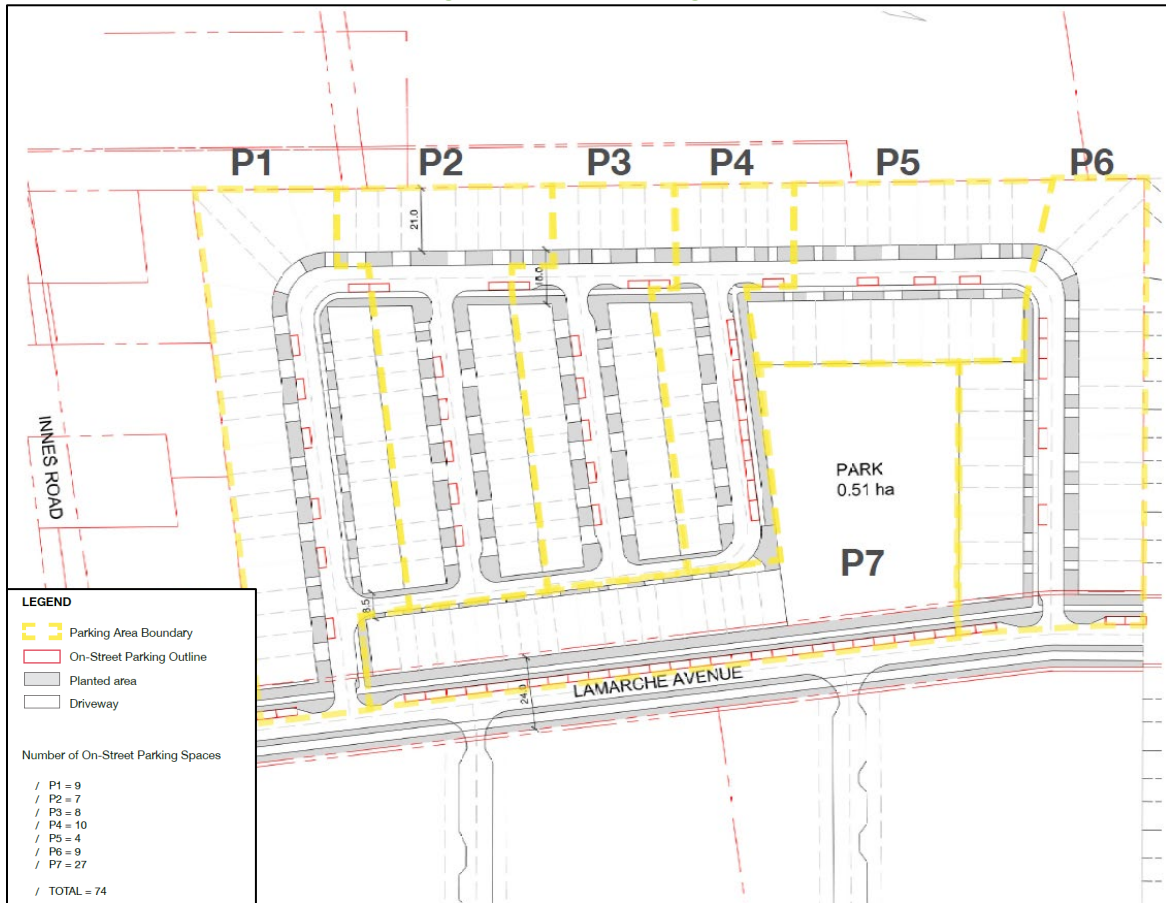 P1 P2 P3 P4 P5 P6
21.0
INNES ROAD
PARK
0.51 ha
P7
8.5
24.0
LAMARCHE AVENUE
LEGEND
Parking Area Boundary
On-Street Parking Outline
Planted area
Driveway
Number of On-Street Parking Spaces
/ P1 = 9
/ P2 = 7
/ P3 = 8
/ P4 = 10
/ P5 = 4
/ P6 = 9
/ P7 = 27
/ TOTAL = 74